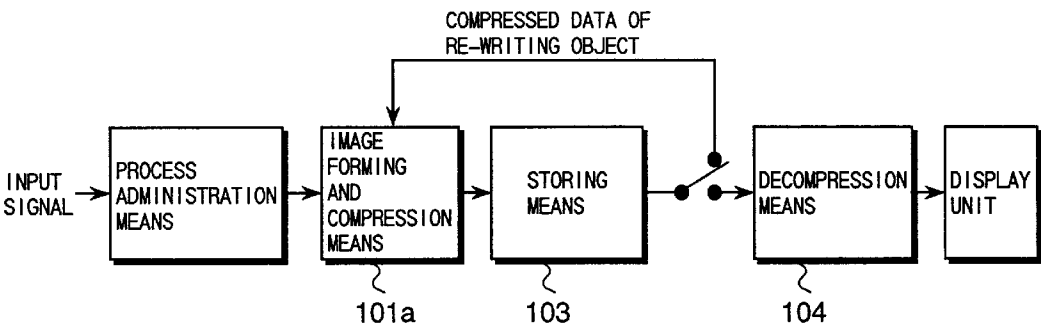 COMPRESSED DATA OF
RE-WRITING OBJECT
INPUT
SIGNAL
PROCESS
ADMINISTRATION
MEANS
IMAGE
FORMING
AND
COMPRESSION
MEANS
STORING
MEANS
DECOMPRESSION
MEANS
DISPLAY
UNIT
101a
103
104